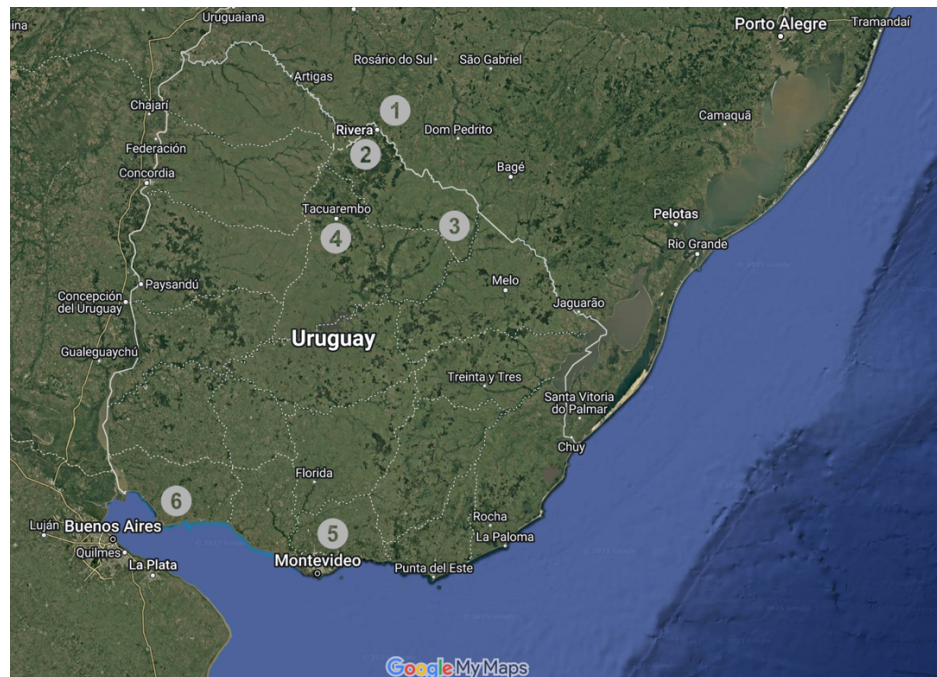 Uruguaiana
ina
Porto Alegre
Tramandaí
Rosário do Sul
São Gabriel
Artigas
Chajarí
1
Camaquã
Rivera
Dom Pedrito
Federación
2
Bagé
Concordia
Tacuarembo
Pelotas
3
4
Rio Grande
Melo
Paysandú
Concepción
del Uruguay
Jaguarão
Uruguay
Gualeguaychú
Treinta y Tres
Santa Vitoria
do Palmar
Chuy
Florida
6
Rocha
Luján
Buenos Aires
5
La Paloma
Quilmes
Montevideo
La Plata
Punta del Este
Google My Maps